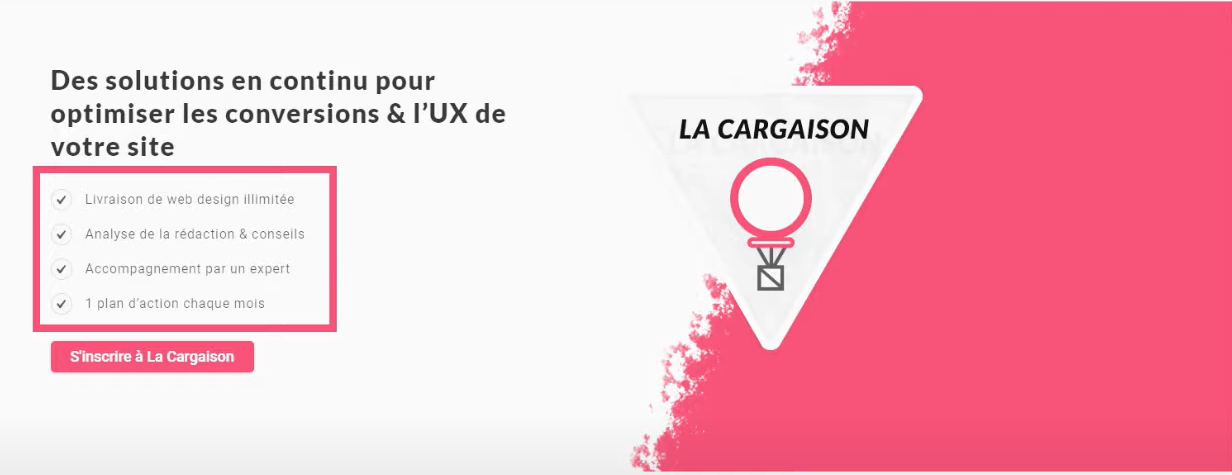 Des solutions en continu pour
optimiser les conversions & l’UX de
votre site
Livraison de web design illimitée
Analyse de la rédaction & conseils
Accompagnement par un expert
1 plan d’action chaque mois
S'inscrire à La Cargaison
LA CARGAISON